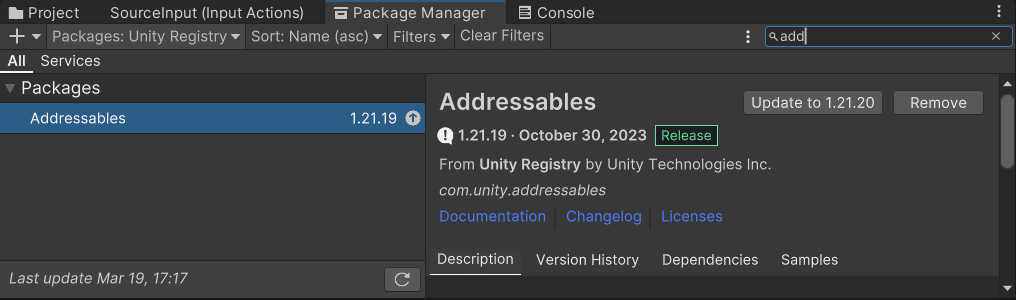 Project SourceInput (Input Actions) Package Manager Console
Packages: Unity Registry Sort: Name (asc) Filters Clear Filters add
All Services
Packages
Addressables 1.21.19
Addressables Update to 1.21.20 Remove
1.21.19 · October 30, 2023 Release
From Unity Registry by Unity Technologies Inc.
com.unity.addressables
Documentation Changelog Licenses
Description Version History Dependencies Samples
Last update Mar 19, 17:17